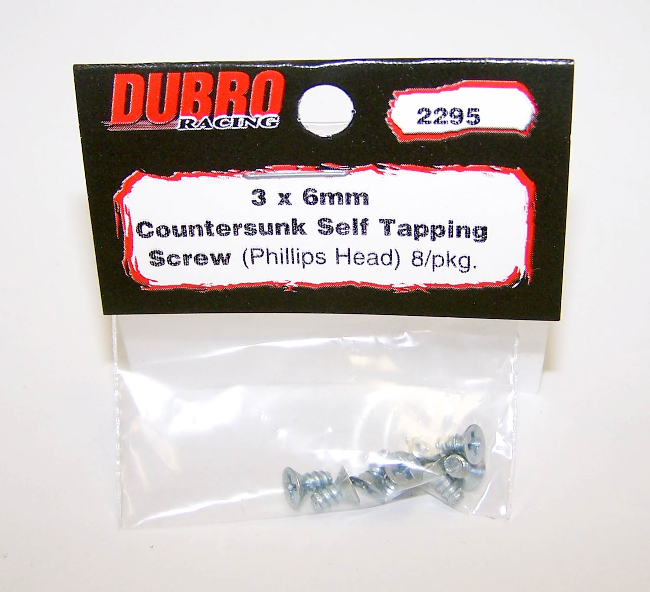 DUBRO
RACING
2295
3 x 6mm
Countersunk Self Tapping
Screw (Phillips Head) 8/pkg.